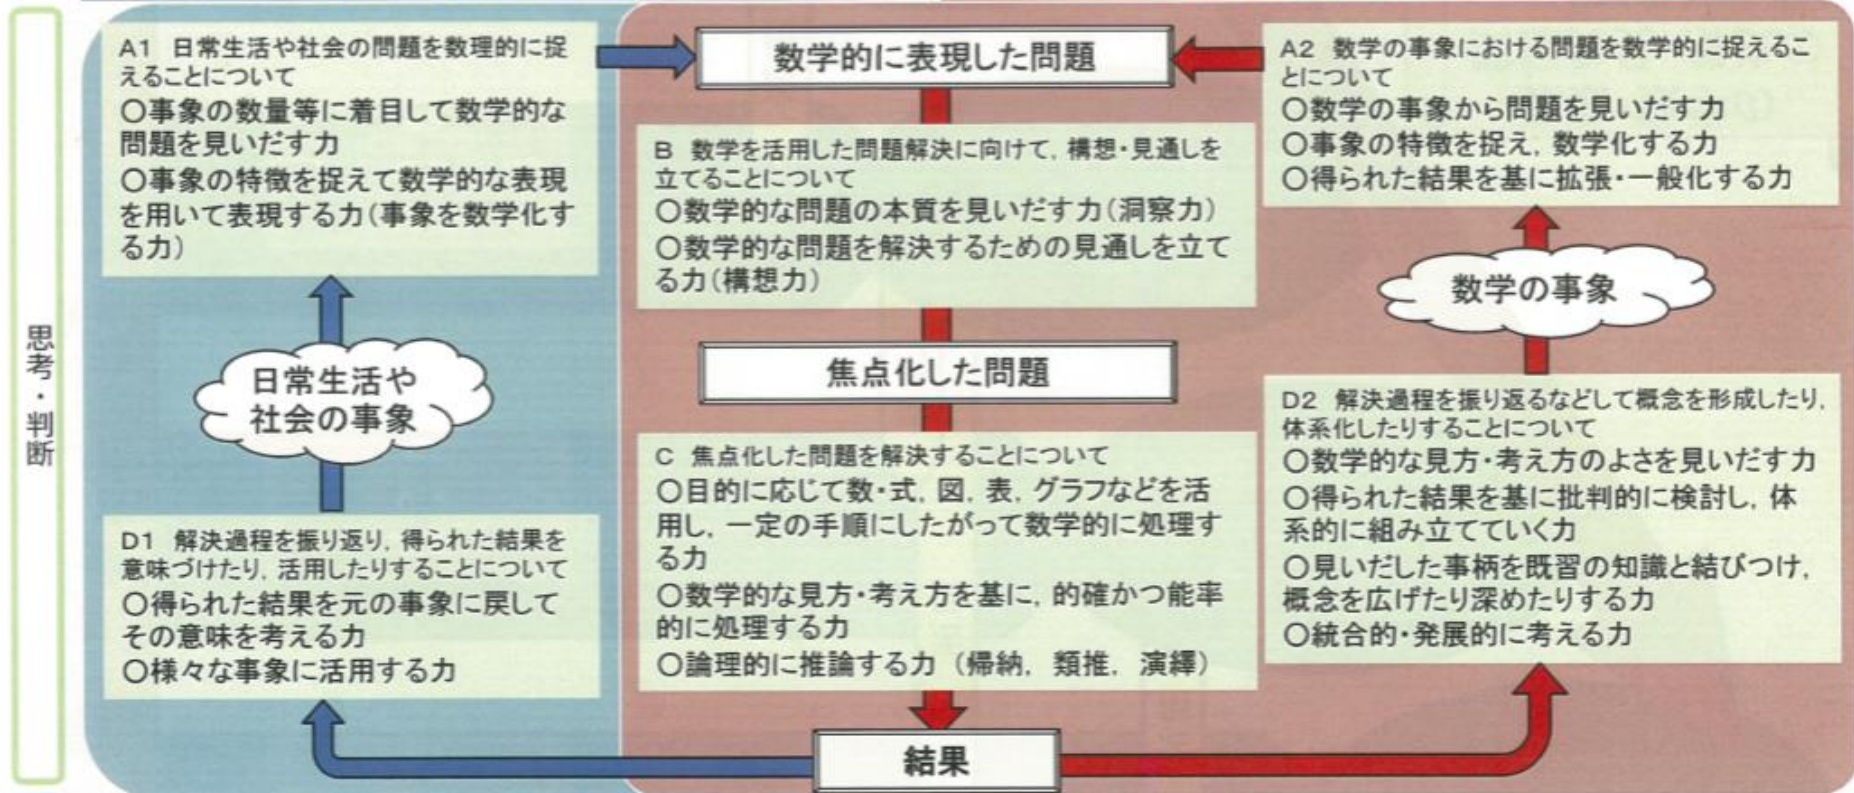 思考・判断
A1 日常生活や社会の問題を数理的に捉
えることについて
○事象の数量等に着目して数学的な
問題を見いだす力
○事象の特徴を捉えて数学的な表現
を用いて表現する力(事象を数学化す
る力)
日常生活や
社会の事象
D1 解決過程を振り返り,得られた結果を
意味づけたり,活用したりすることについて
○得られた結果を元の事象に戻して
その意味を考える力
○様々な事象に活用する力
数学的に表現した問題
B 数学を活用した問題解決に向けて,構想・見通しを
立てることについて
○数学的な問題の本質を見いだす力(洞察力)
○数学的な問題を解決するための見通しを立て
る力(構想力)
焦点化した問題
C 焦点化した問題を解決することについて
○目的に応じて数・式,図,表,グラフなどを活
用し,一定の手順にしたがって数学的に処理す
る力
○数学的な見方・考え方を基に,的確かつ能率
的に処理する力
○論理的に推論する力 (帰納,類推,演繹)
結果
A2 数学の事象における問題を数学的に捉えるこ
とについて
○数学の事象から問題を見いだす力
○事象の特徴を捉え,数学化する力
○得られた結果を基に拡張・一般化する力
数学の事象
D2 解決過程を振り返るなどして概念を形成したり,
体系化したりすることについて
○数学的な見方・考え方のよさを見いだす力
○得られた結果を基に批判的に検討し,体
系的に組み立てていく力
○見いだした事柄を既習の知識と結びつけ,
概念を広げたり深めたりする力
○統合的・発展的に考える力